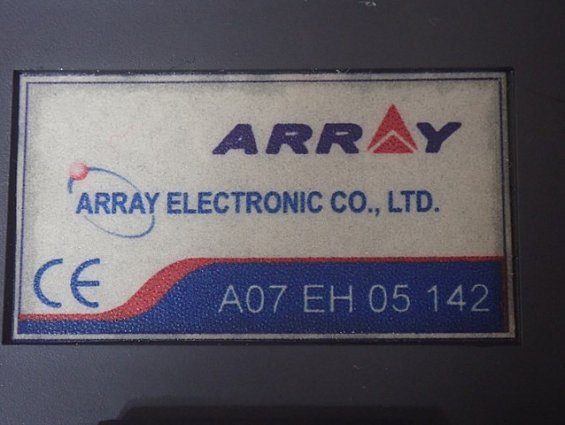 ARRAY
ARRAY ELECTRONIC CO., LTD.
CE
A07 EH 05 142